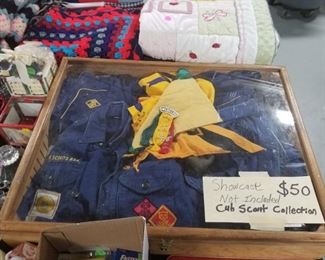 Showcase $50
Not Included
Cub Scout Collection